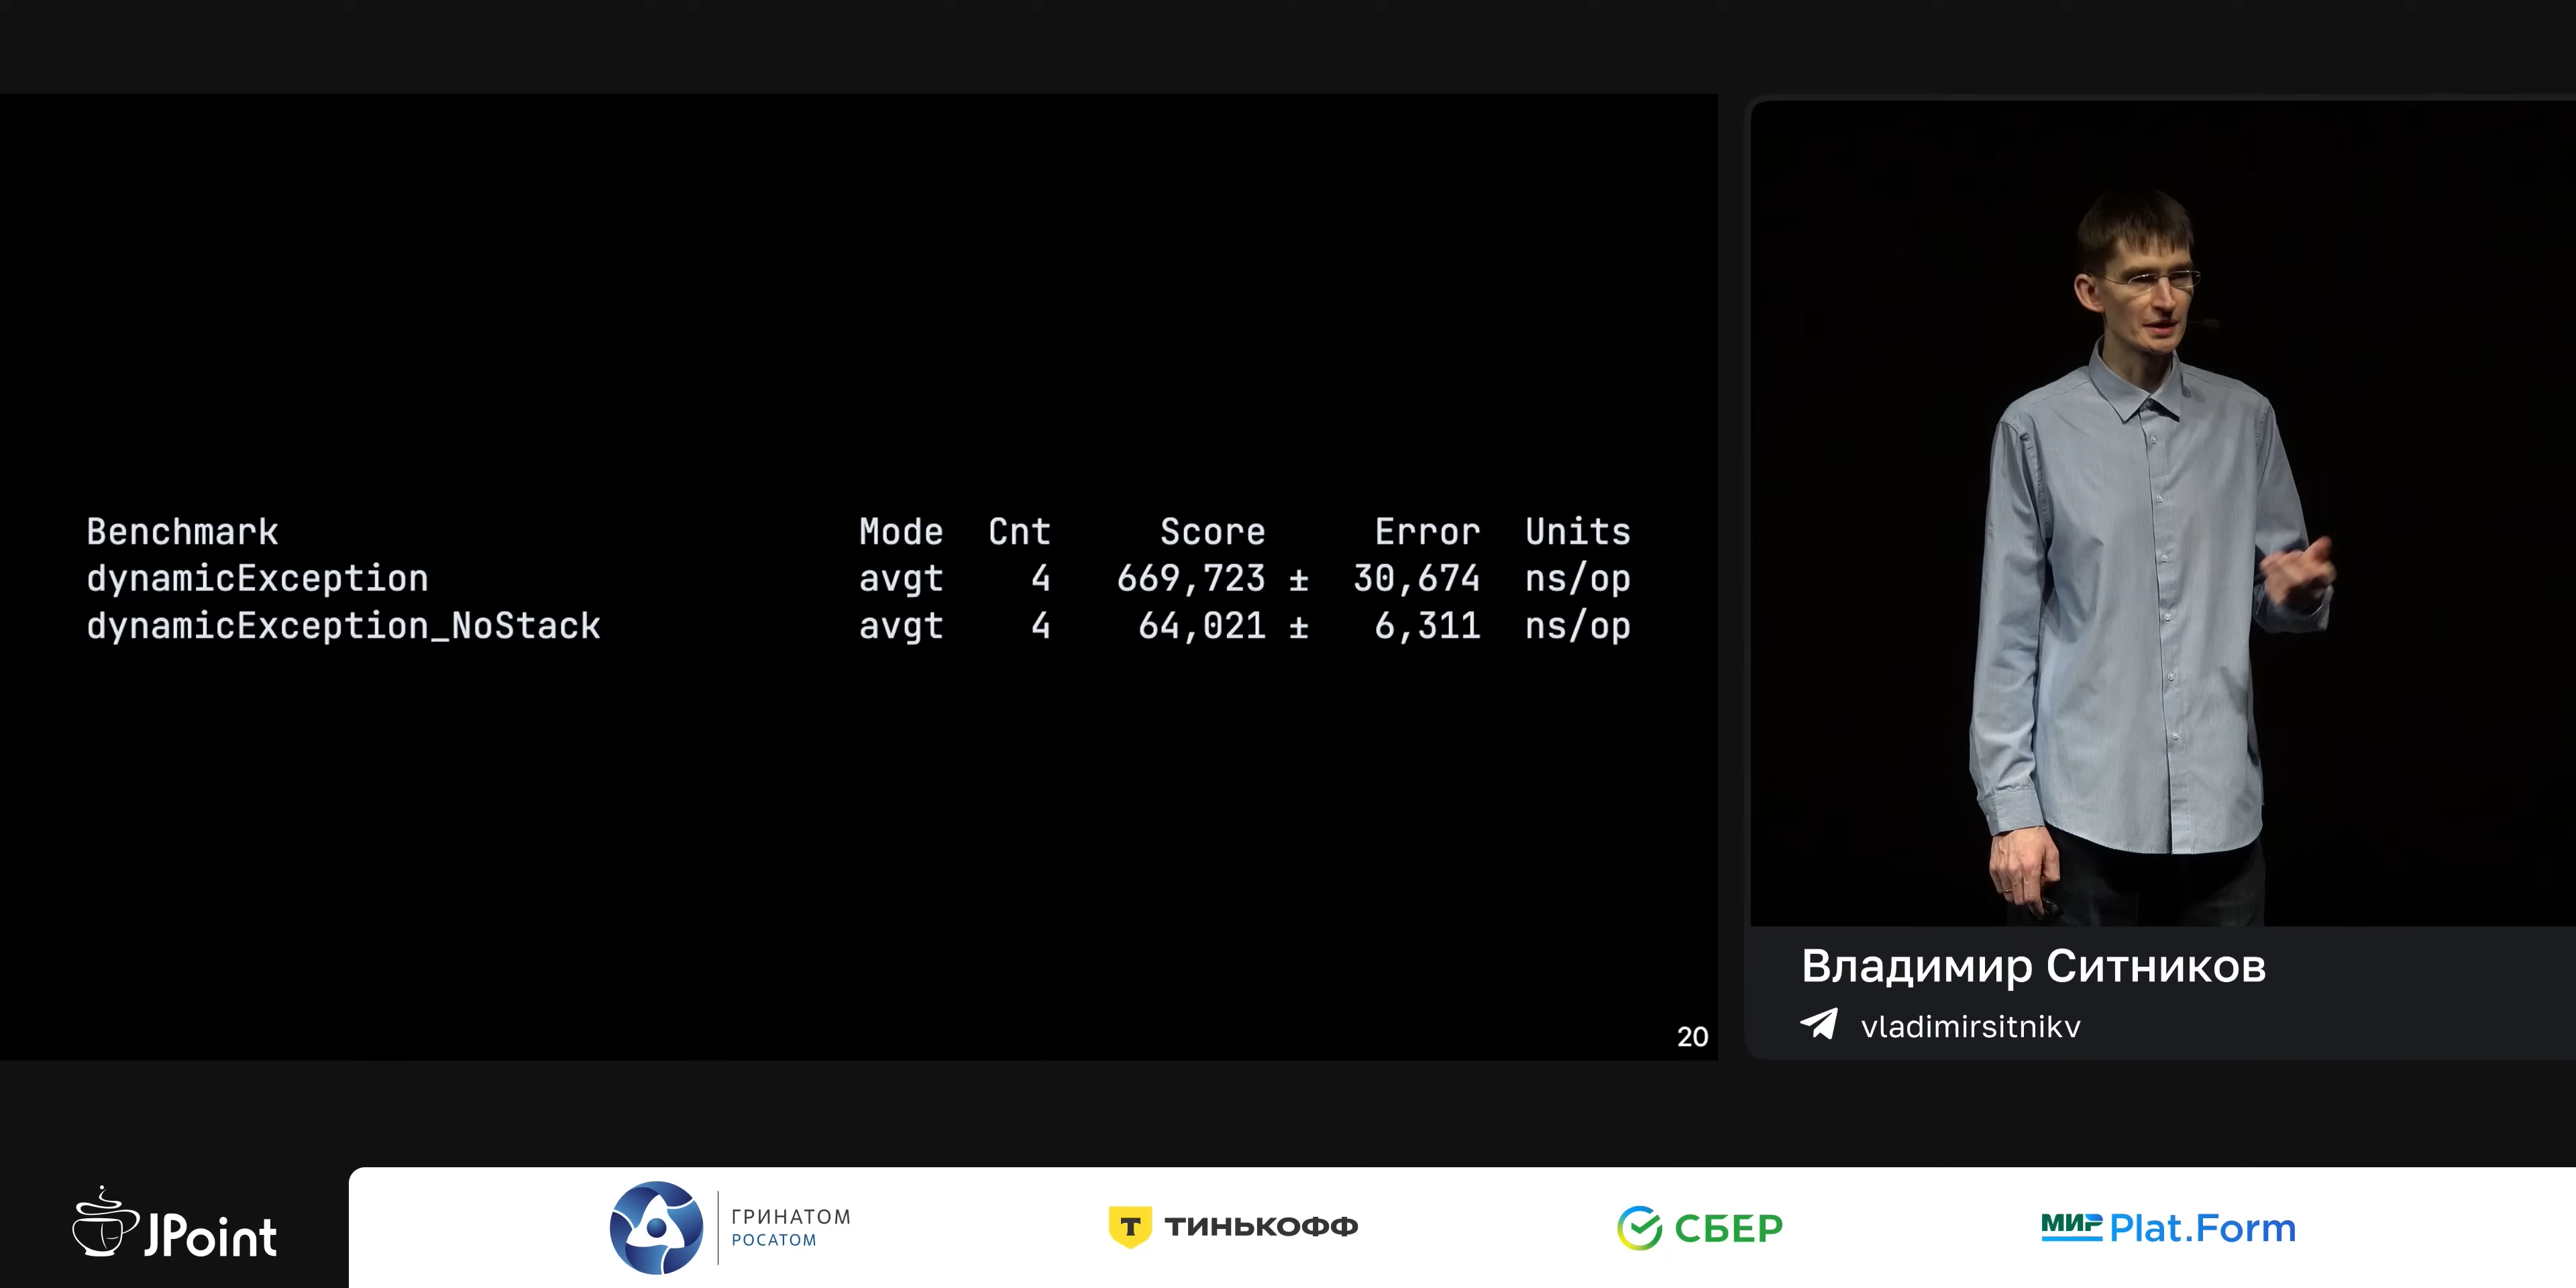 Benchmark Mode Cnt Score Error Units
dynamicException avgt 4 669,723 ± 30,674 ns/op
dynamicException_NoStack avgt 4 64,021 ± 6,311 ns/op
20
Владимир Ситников
vladimirsitnikv
JPoint
ГРИНАТОМ
РОСАТОМ
Т ТИНЬКОФФ
СБЕР
МИР Plat.Form